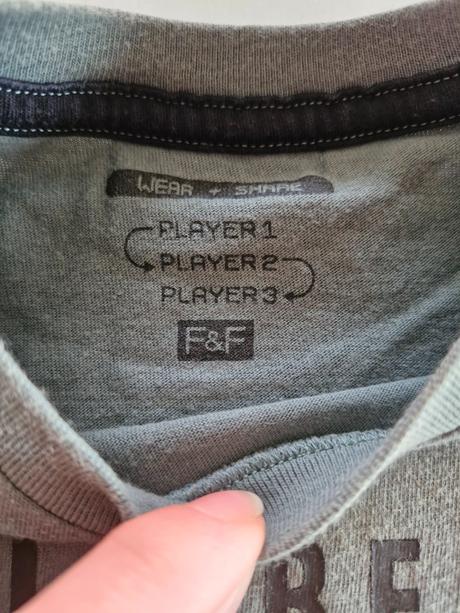 WEAR + SHARE
PLAYER 1
PLAYER 2
PLAYER 3
F&F